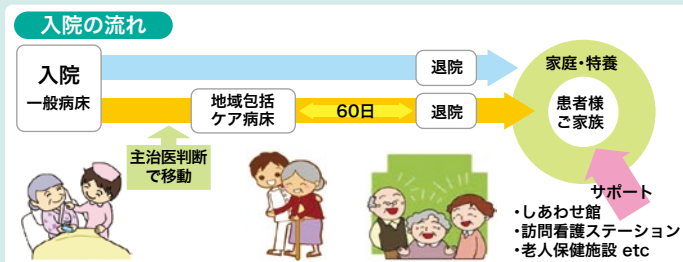 入院の流れ
入院
一般病床
退院
地域包括
ケア病床
60日
退院
主治医判断
で移動
家庭・特養
患者様
ご家族
サポート
・しあわせ館
・訪問看護ステーション
・老人保健施設 etc